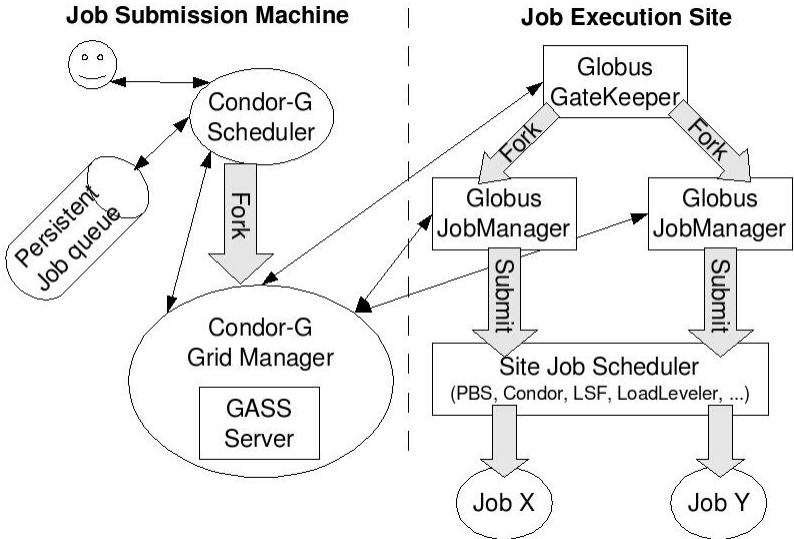 Job Submission Machine
Job Execution Site
Condor-G
Scheduler
Persistent
Job queue
Fork
Condor-G
Grid Manager
GASS
Server
Globus
GateKeeper
Fork
Fork
Globus
JobManager
Globus
JobManager
Submit
Submit
Site Job Scheduler
(PBS, Condor, LSF, LoadLeveler, ...)
Job X
Job Y